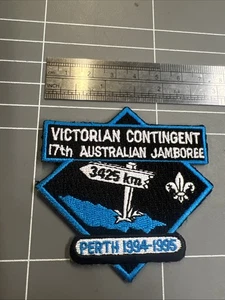 VICTORIAN CONTINGENT
17th AUSTRALIAN JAMBOREE
3425 km
PERTH 1994-1995